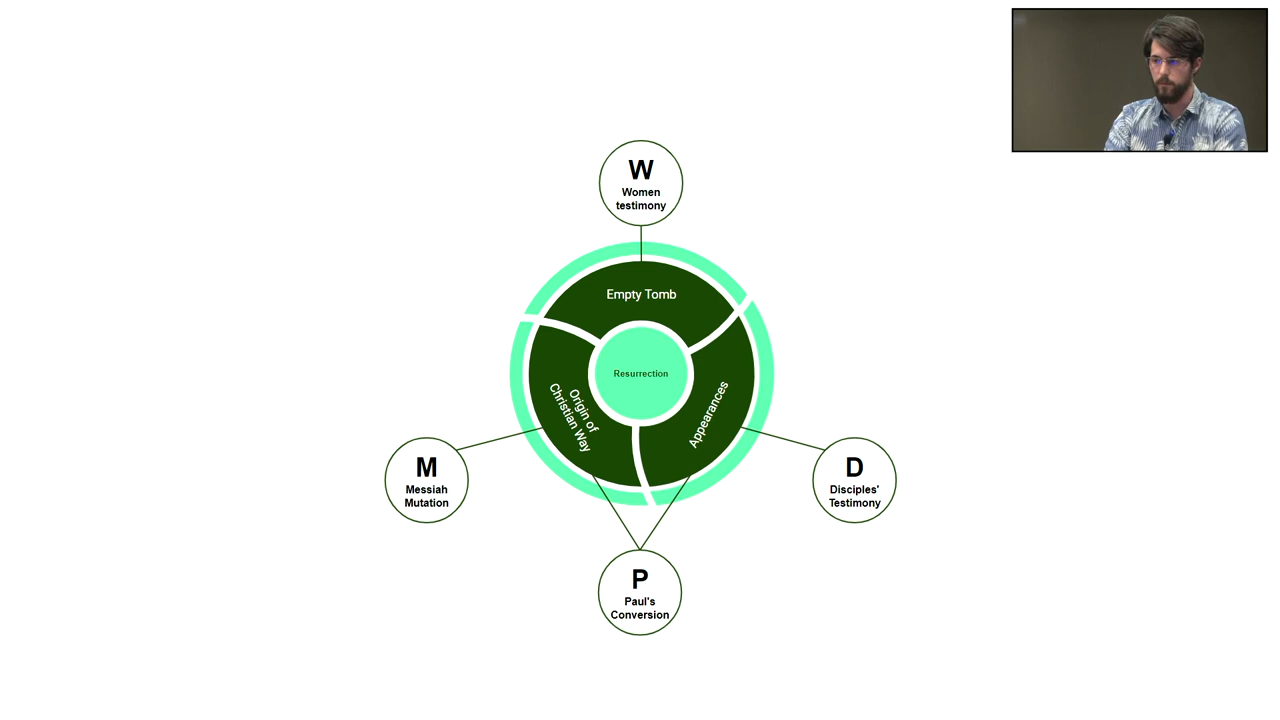 W
Women
testimony
Empty Tomb
Resurrection
Origin of
Christian Way
Appearances
M
Messiah
Mutation
D
Disciples'
Testimony
P
Paul's
Conversion